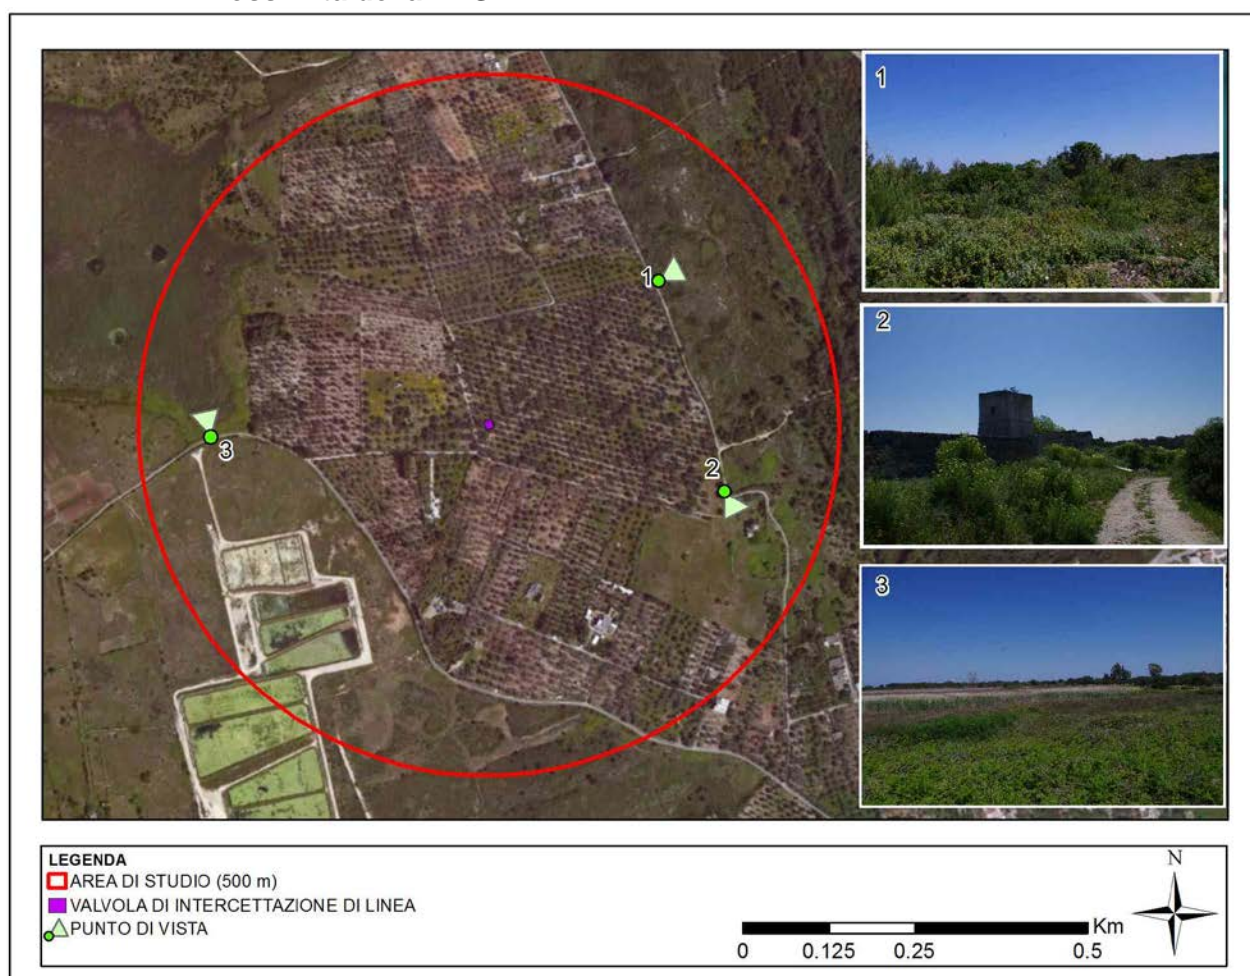 1
2
3
1
2
3
LEGENDA
AREA DI STUDIO (500 m)
VALVOLA DI INTERCETTAZIONE DI LINEA
PUNTO DI VISTA
N
Km
0 0.125 0.25 0.5